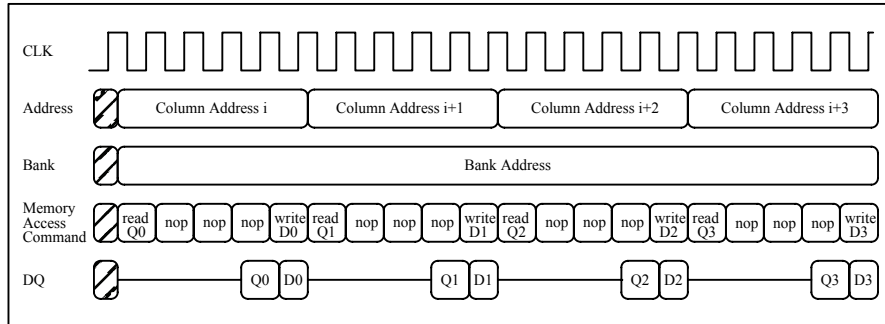 CLK
Address Column Address i Column Address i+1 Column Address i+2 Column Address i+3
Bank Bank Address
Memory
Access
Command
read nop nop nop write read nop nop nop write read nop nop nop write read nop nop nop write
Q0 D0 Q1 D1 Q2 D2 Q3 D3
DQ Q0 D0 Q1 D1 Q2 D2 Q3 D3